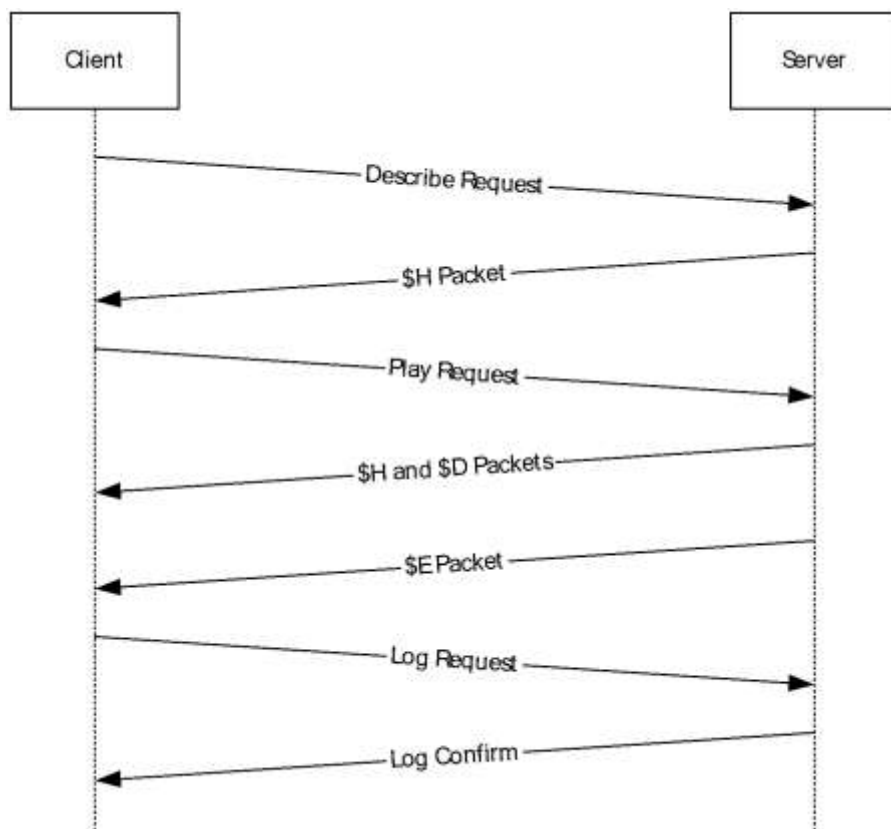 Client
Server
Describe Request
$H Packet
Play Request
$H and $D Packets
$E Packet
Log Request
Log Confirm